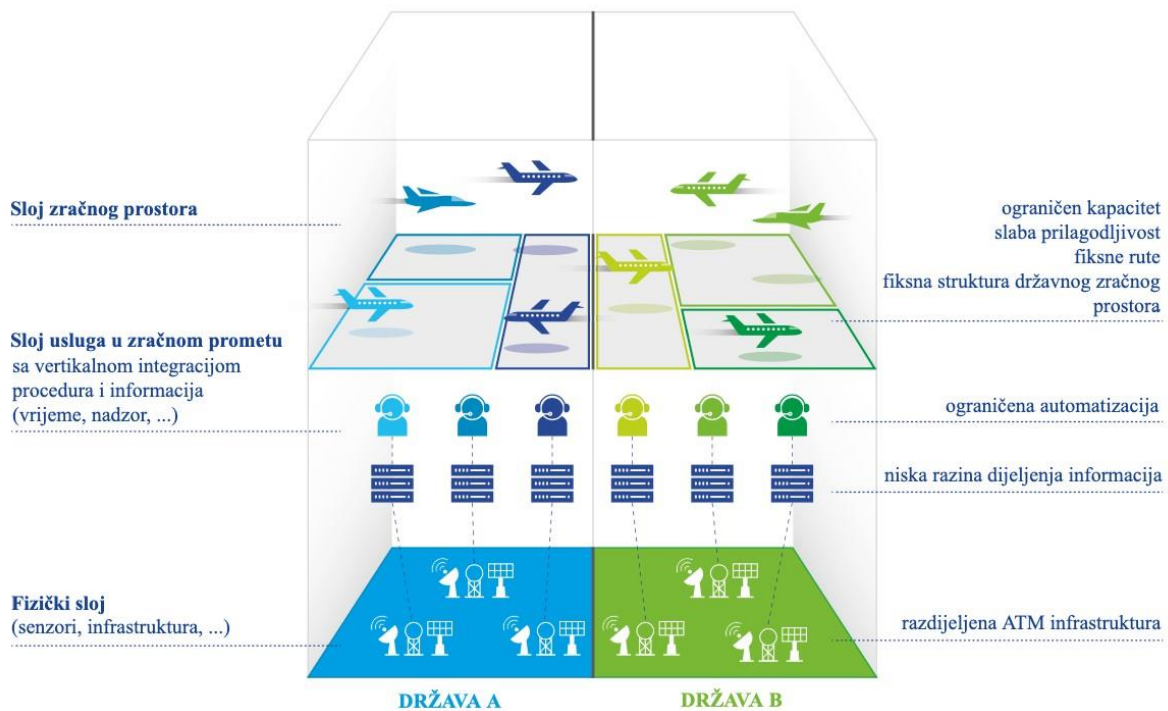 Sloj zračnog prostora
ograničen kapacitet
slaba prilagodljivost
fiksne rute
fiksna struktura državnog zračnog
prostora
Sloj usluga u zračnom prometu
sa vertikalnom integracijom
procedura i informacija
(vrijeme, nadzor, ...)
ograničena automatizacija
niska razina dijeljenja informacija
Fizički sloj
(senzori, infrastruktura, ...)
razdijeljena ATM infrastruktura
DRŽAVA A
DRŽAVA B